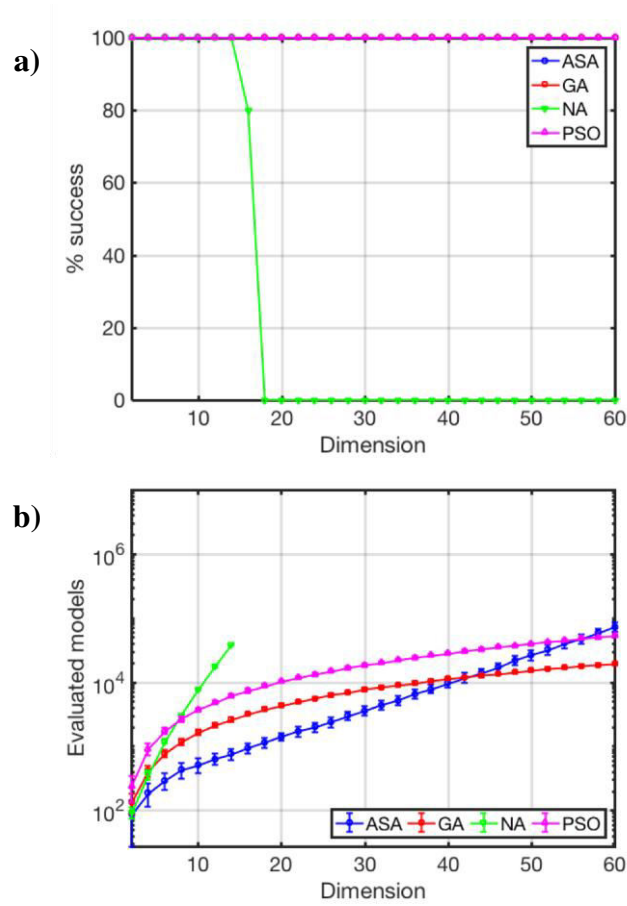 a)
100
80
60
40
20
0
% success
ASA
GA
NA
PSO
10 20 30 40 50 60
Dimension
b)
10^6
10^4
10^2
Evaluated models
ASA GA NA PSO
10 20 30 40 50 60
Dimension